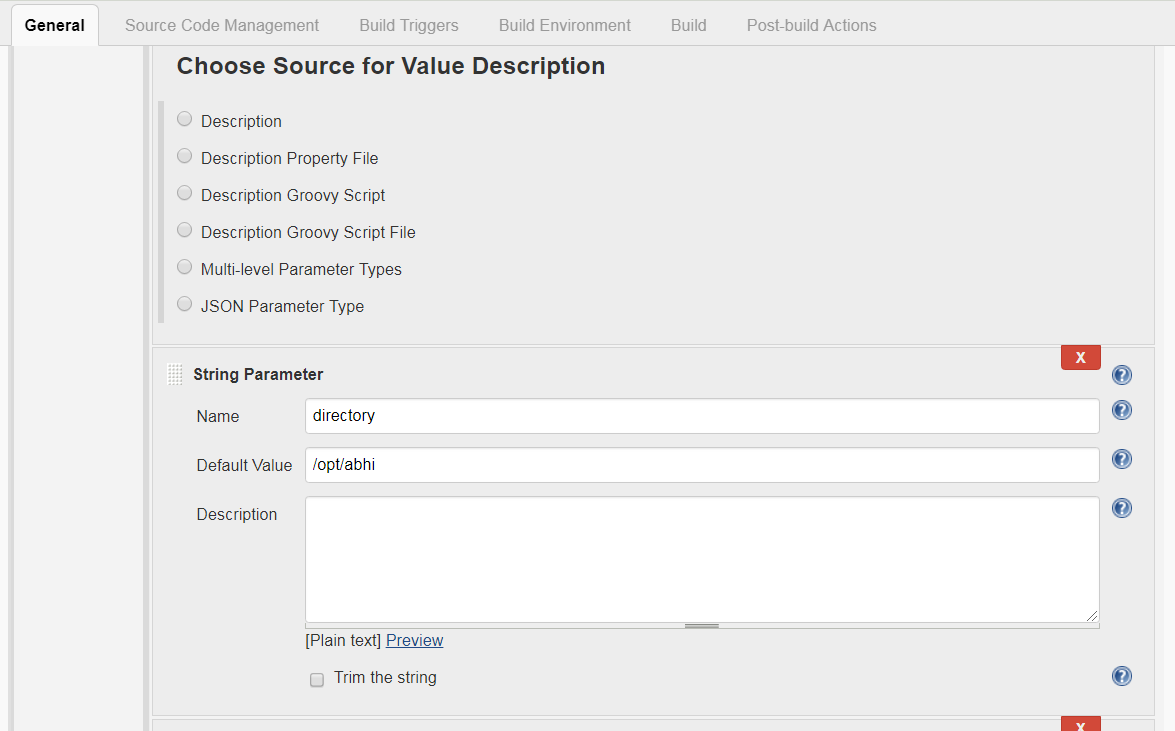 General Source Code Management Build Triggers Build Environment Build Post-build Actions
Choose Source for Value Description
Description
Description Property File
Description Groovy Script
Description Groovy Script File
Multi-level Parameter Types
JSON Parameter Type
X
String Parameter ?
Name directory ?
Default Value /opt/abhi ?
Description ?
[Plain text] Preview
Trim the string ?
X